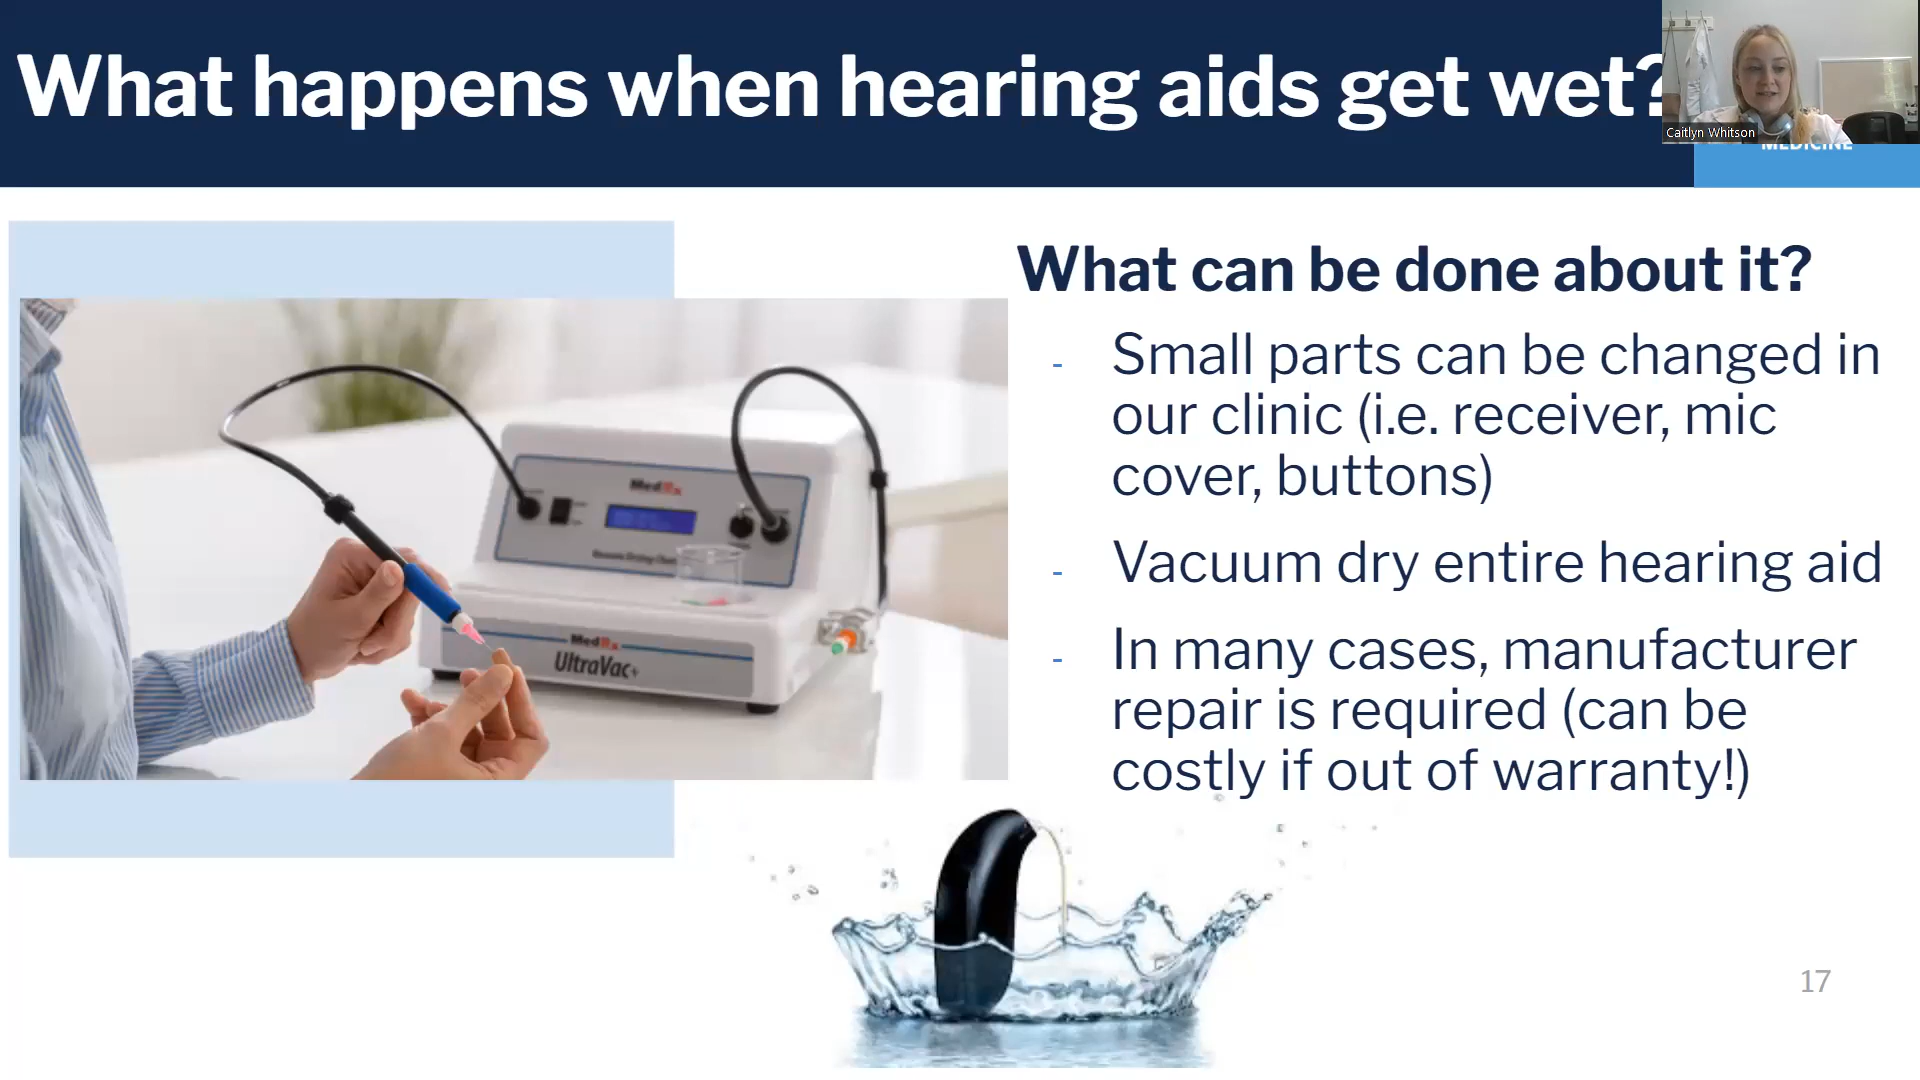 What happens when hearing aids get wet?
Caitlyn Whitson
MEDICINE
What can be done about it?
- Small parts can be changed in
our clinic (i.e. receiver, mic
cover, buttons)
- Vacuum dry entire hearing aid
- In many cases, manufacturer
repair is required (can be
costly if out of warranty!)
MedRx
MedRx
UltraVac+
17